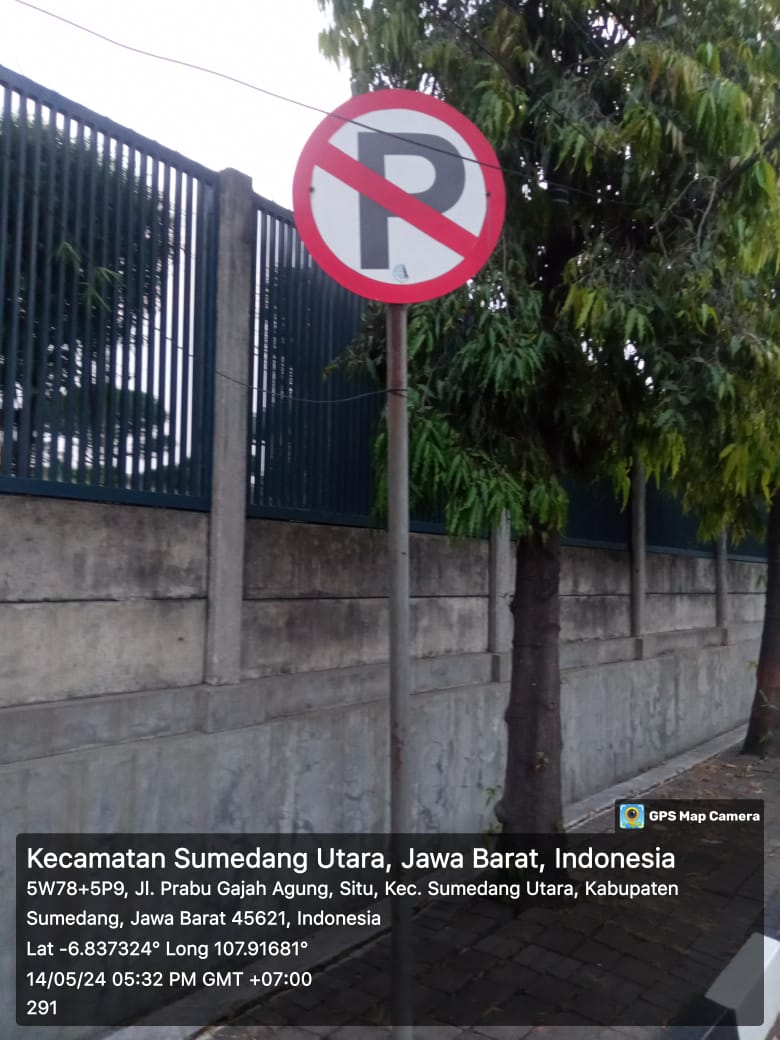 P
GPS Map Camera
Kecamatan Sumedang Utara, Jawa Barat, Indonesia
5W78+5P9, Jl. Prabu Gajah Agung, Situ, Kec. Sumedang Utara, Kabupaten
Sumedang, Jawa Barat 45621, Indonesia
Lat -6.837324° Long 107.91681°
14/05/24 05:32 PM GMT +07:00
291